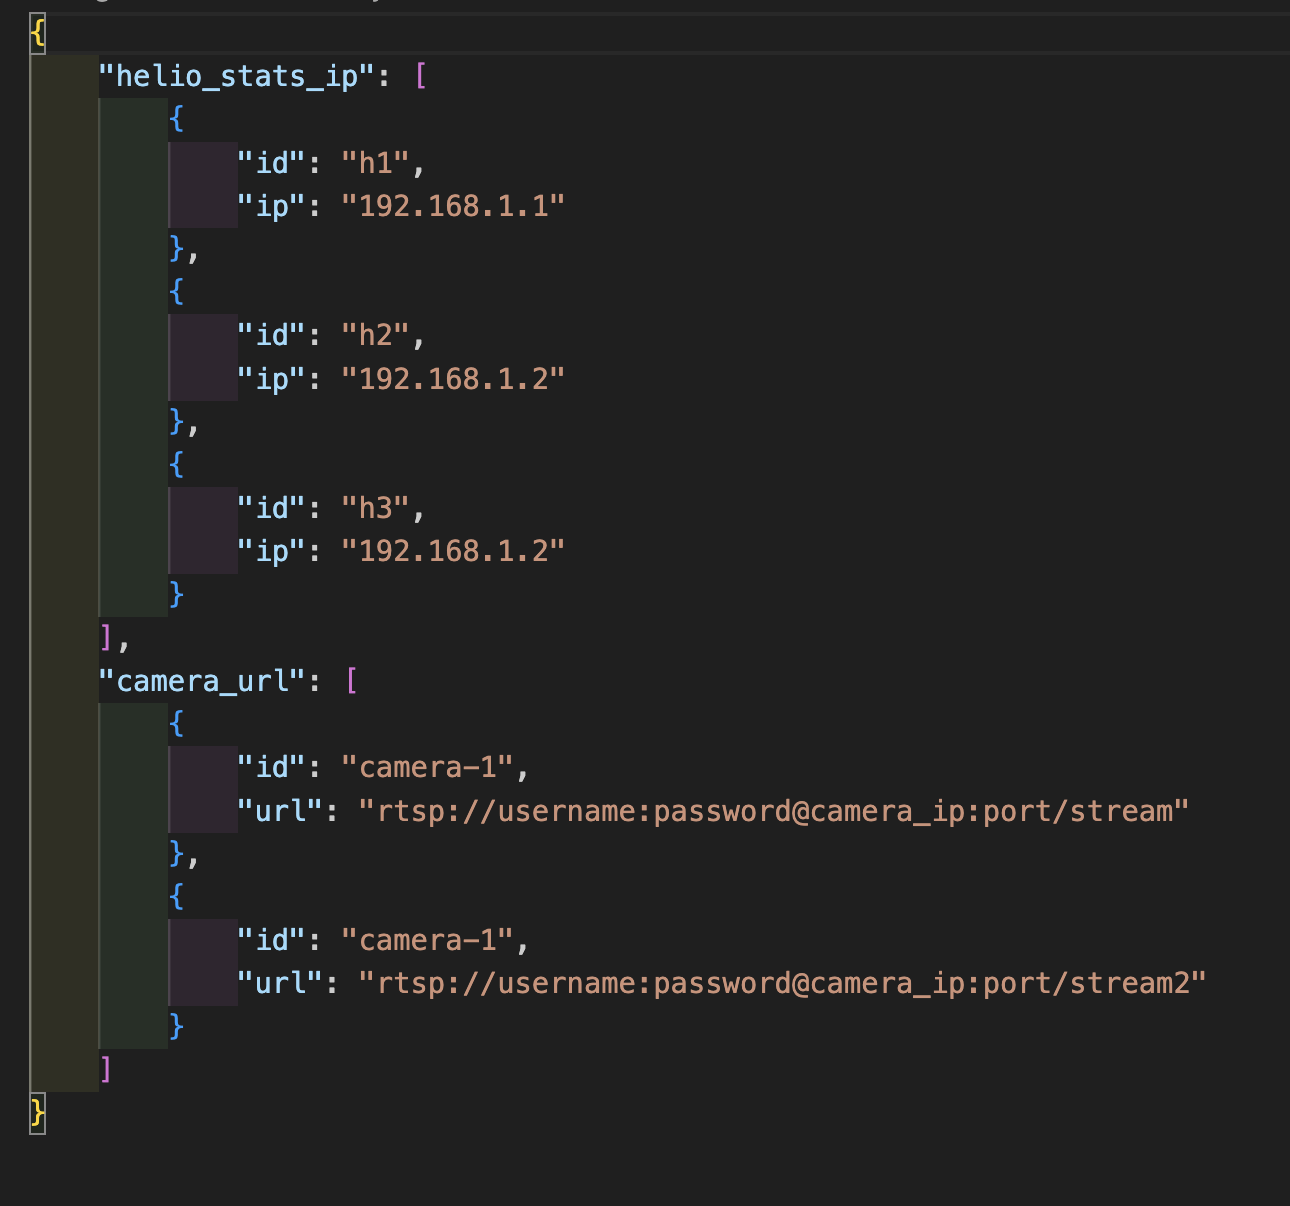 {
    "helio_stats_ip": [
        {
            "id": "h1",
            "ip": "192.168.1.1"
        },
        {
            "id": "h2",
            "ip": "192.168.1.2"
        },
        {
            "id": "h3",
            "ip": "192.168.1.2"
        }
    ],
    "camera_url": [
        {
            "id": "camera-1",
            "url": "rtsp://username:password@camera_ip:port/stream"
        },
        {
            "id": "camera-1",
            "url": "rtsp://username:password@camera_ip:port/stream2"
        }
    ]
}